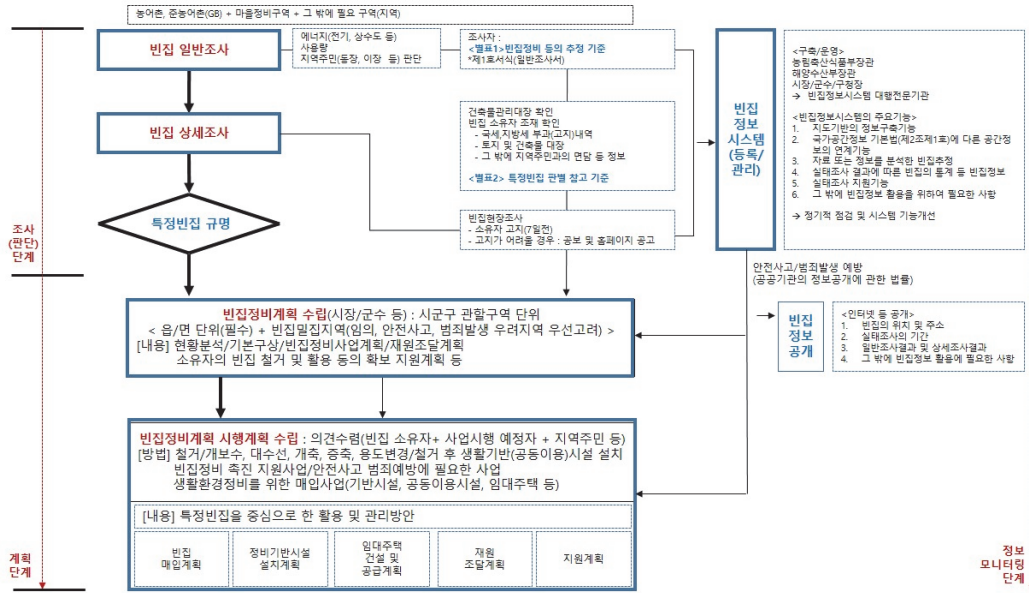 농어촌, 준농어촌(GB) + 마을정비구역 + 그 밖에 필요 구역(지역)
빈집 일반조사
에너지(전기, 상수도 등)
사용량
지역주민(동장, 이장 등) 판단
조사자 :
<별표1>빈집정비 등의 추정 기준
*제1호서식(일반조사서)
빈집 상세조사
건축물관리대장 확인
빈집 소유자 조재 확인
- 국세,지방세 부과(고지)내역
- 토지 및 건축물 대장
- 그 밖에 지역주민과의 면담 등 정보
<별표2> 특정빈집 판별 참고 기준
특정빈집 규명
빈집현장조사
- 소유자 고지(7일전)
- 고지가 어려울 경우 : 공보 및 홈페이지 공고
빈집
정보
시스템
(등록/
관리)
<구축/운영>
농림축산식품부장관
해양수산부장관
시장/군수/구청장
→ 빈집정보시스템 대행전문기관
<빈집정보시스템의 주요기능>
1. 지도기반의 정보구축기능
2. 국가공간정보 기본법(제2조제1호)에 다른 공간정
보의 연계기능
3. 자료 또는 정보를 분석한 빈집추정
4. 실태조사 결과에 따른 빈집의 통계 등 빈집정보
5. 실태조사 지원기능
6. 그 밖에 빈집정보 활용을 위하여 필요한 사항
→ 정기적 점검 및 시스템 기능개선
조사
(판단)
단계
안전사고/범죄발생 예방
(공공기관의 정보공개에 관한 법률)
빈집정비계획 수립(시장/군수 등) : 시군구 관할구역 단위
< 읍/면 단위(필수) + 빈집밀집지역(임의, 안전사고, 범죄발생 우려지역 우선고려) >
[내용] 현황분석/기본구상/빈집정비사업계획/재원조달계획
소유자의 빈집 철거 및 활용 동의 확보 지원계획 등
빈집
정보
공개
<인터넷 등 공개>
1. 빈집의 위치 및 주소
2. 실태조사의 기간
3. 일반조사결과 및 상세조사결과
4. 그 밖에 빈집정보 활용에 필요한 사항
빈집정비계획 시행계획 수립 : 의견수렴(빈집 소유자+ 사업시행 예정자 + 지역주민 등)
[방법] 철거/개보수, 대수선, 개축, 증축, 용도변경/철거 후 생활기반(공동이용)시설 설치
빈집정비 촉진 지원사업/안전사고 범죄예방에 필요한 사업
생활환경정비를 위한 매입사업(기반시설, 공동이용시설, 임대주택 등)
[내용] 특정빈집을 중심으로 한 활용 및 관리방안
빈집
매입계획
정비기반시설
설치계획
임대주택
건설 및
공급계획
재원
조달계획
지원계획
계획
단계
정보
모니터링
단계